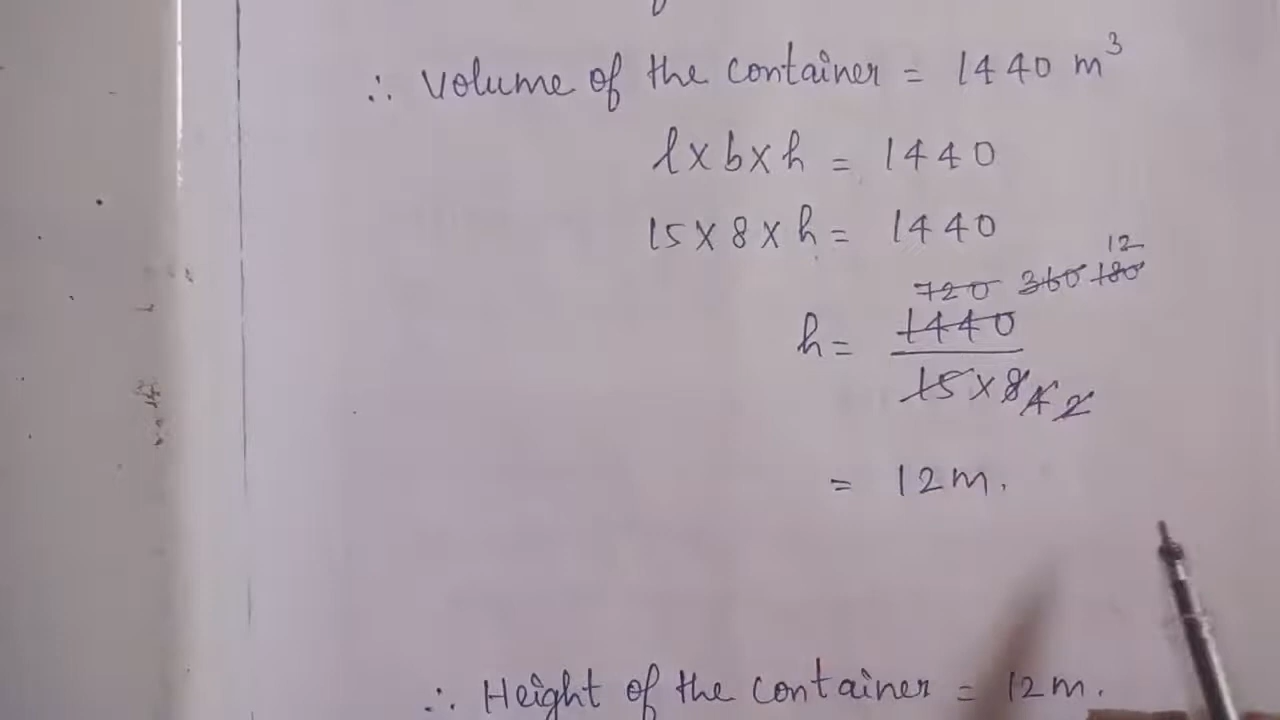 ∴ Volume of the container = 1440 m³
l×b×h = 1440
15×8×h = 1440
12
720 360 180
h = 1440
15×8 4 2
= 12m.
∴ Height of the container = 12m.